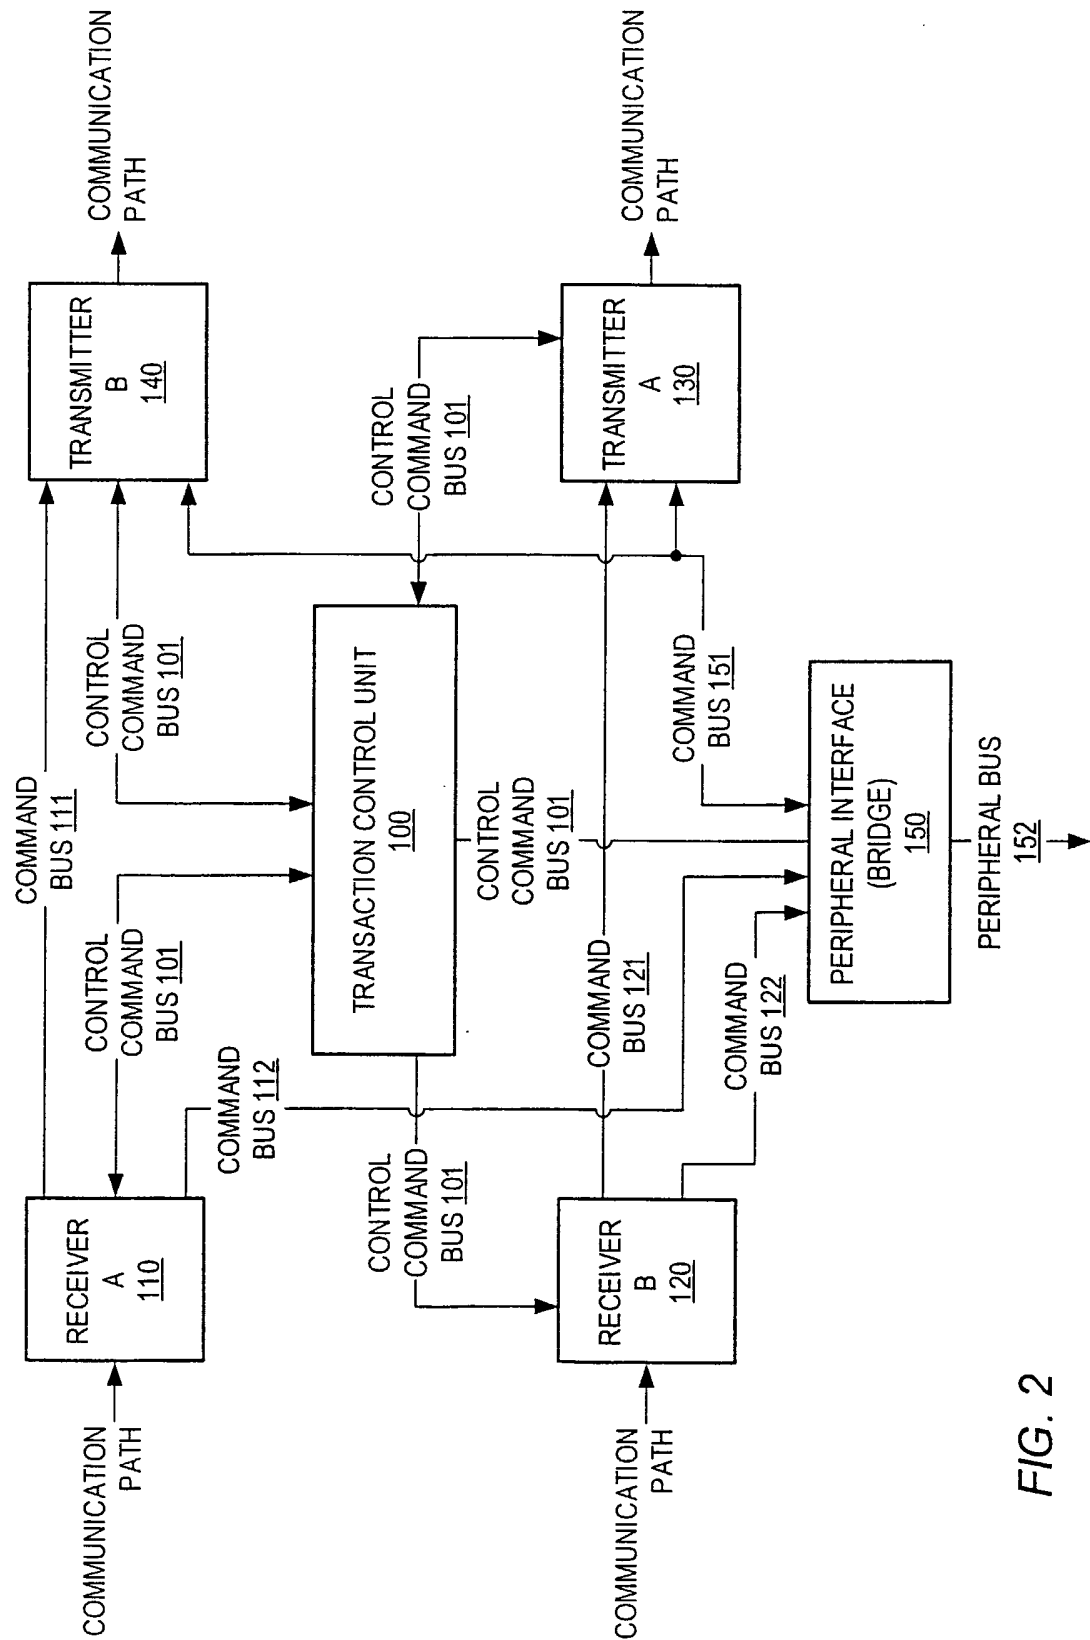 COMMUNICATION
PATH
RECEIVER
A
110
COMMAND
BUS 111
CONTROL
COMMAND
BUS 101
CONTROL
COMMAND
BUS 101
TRANSMITTER
B
140
COMMUNICATION
PATH
COMMAND
BUS 112
TRANSACTION CONTROL UNIT
100
CONTROL
COMMAND
BUS 101
CONTROL
COMMAND
BUS 101
CONTROL
COMMAND
BUS 101
COMMUNICATION
PATH
RECEIVER
B
120
COMMAND
BUS 121
TRANSMITTER
A
130
COMMUNICATION
PATH
COMMAND
BUS 122
COMMAND
BUS 151
PERIPHERAL INTERFACE
(BRIDGE)
150
PERIPHERAL BUS
152
FIG. 2